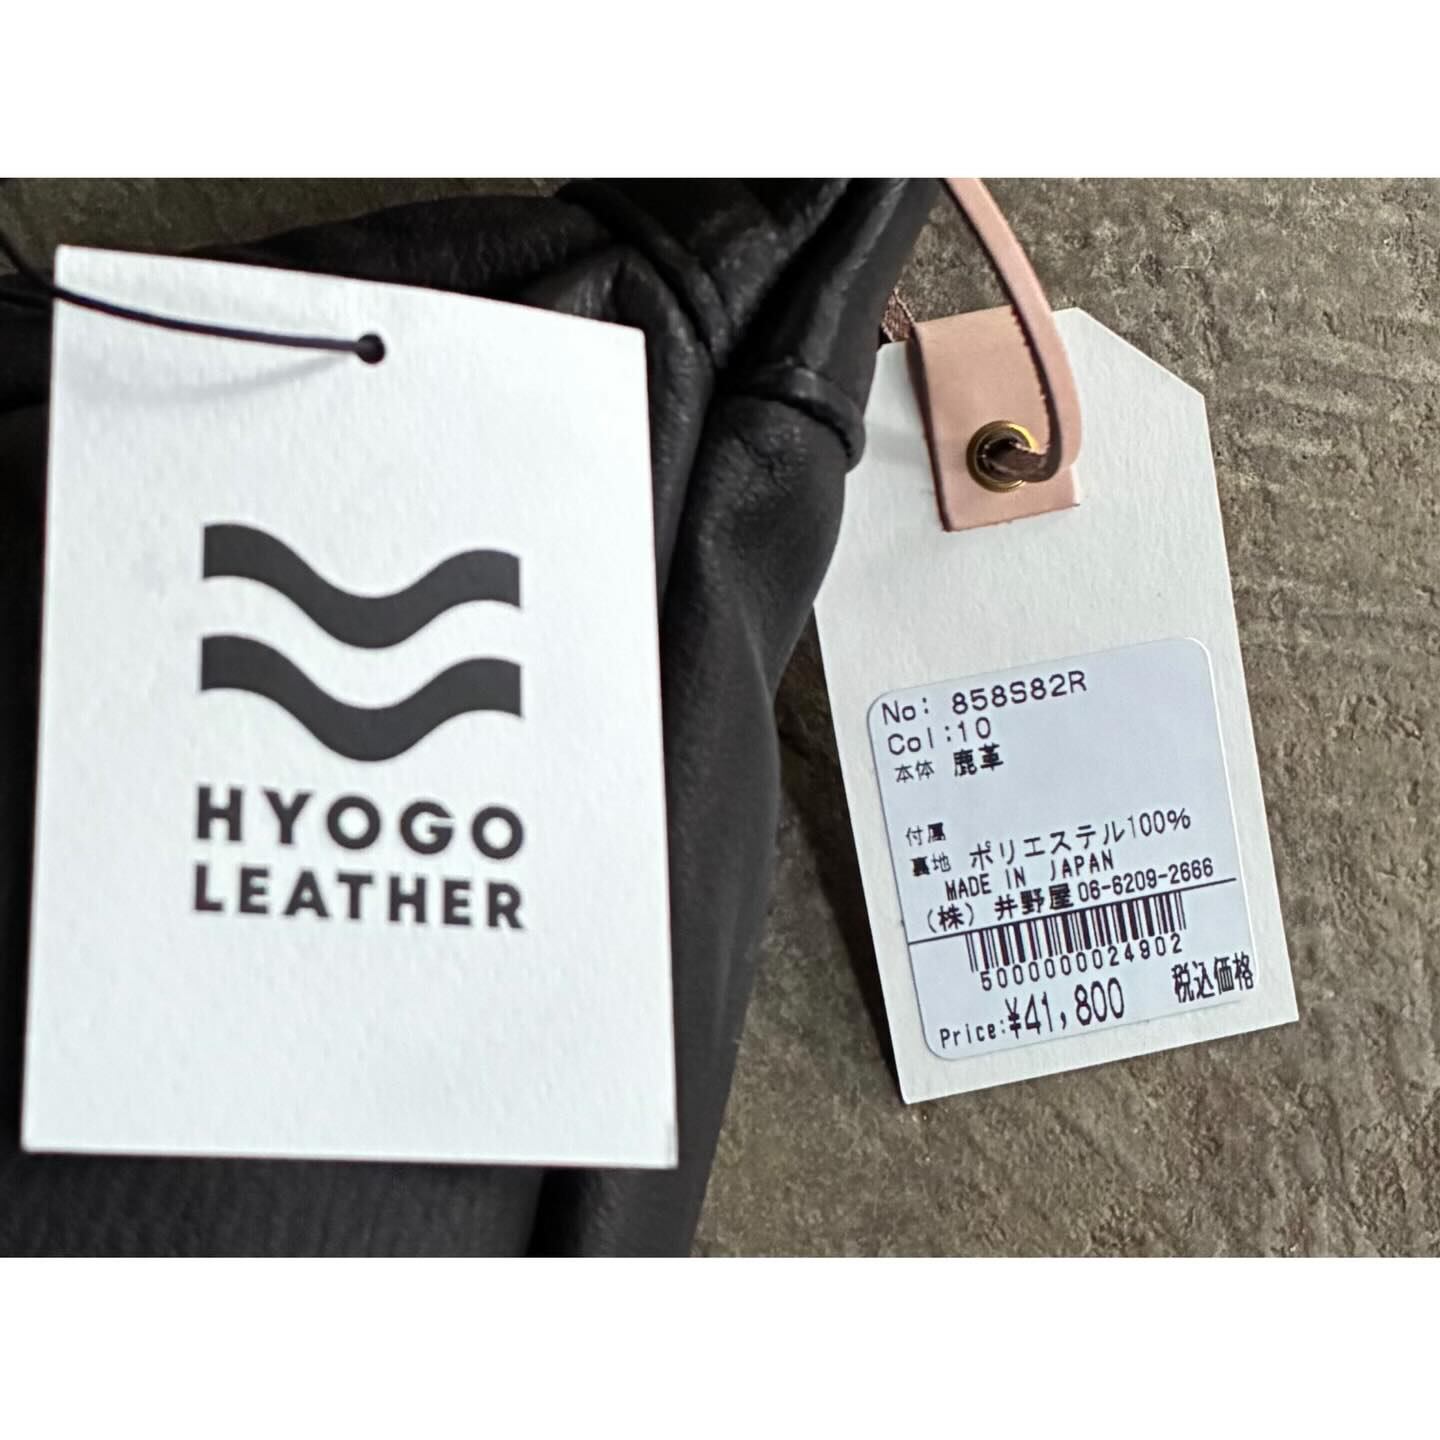 HYOGO
LEATHER
No: 858S82R
Col:10
本体 鹿革
付属
裏地 ポリエステル100%
MADE IN JAPAN
(株) 井野屋 06-6209-2666
5000000024902
Price:¥41,800 税込価格